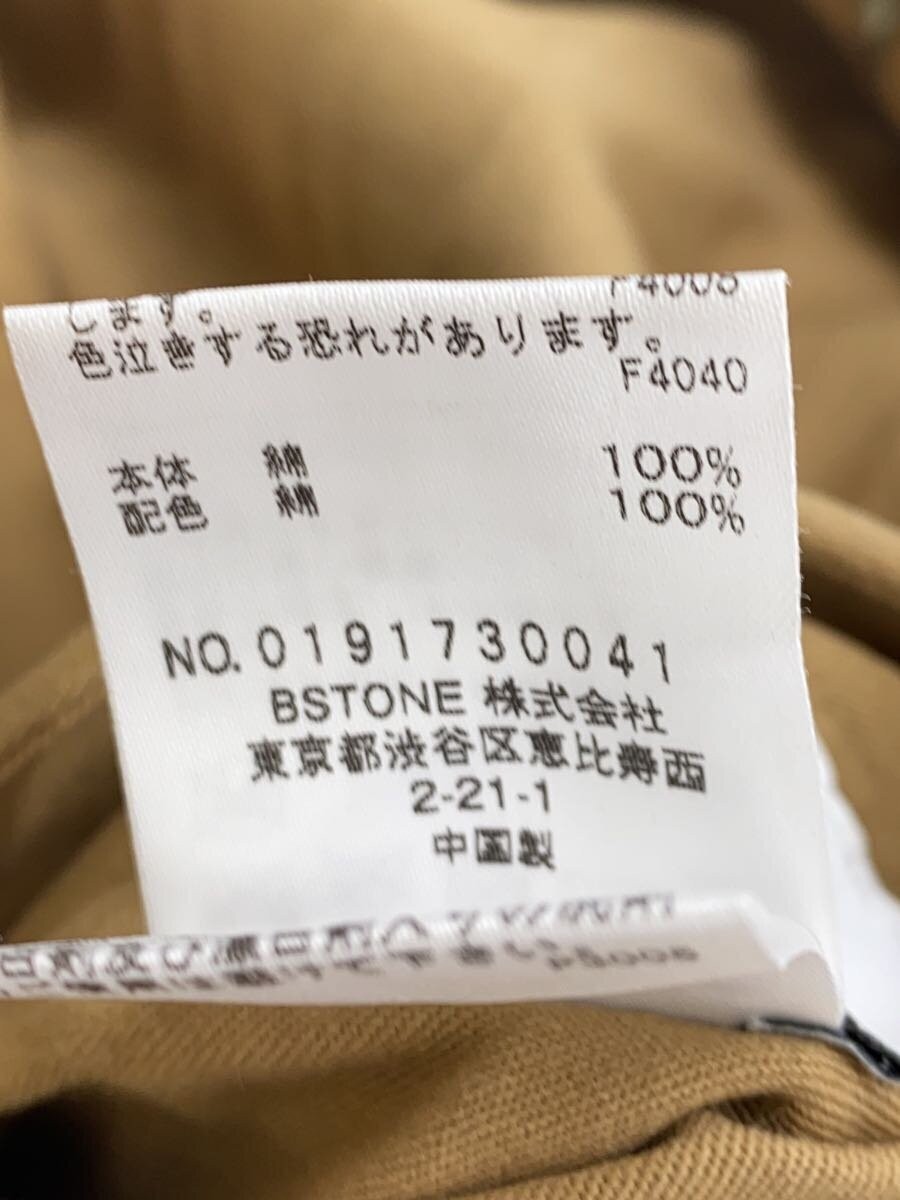 します。
F4008
色泣きする恐れがあります。
F4040
本体 綿 100%
配色 綿 100%
NO. 0191730041
BSTONE 株式会社
東京都渋谷区恵比寿西
2-21-1
中国製